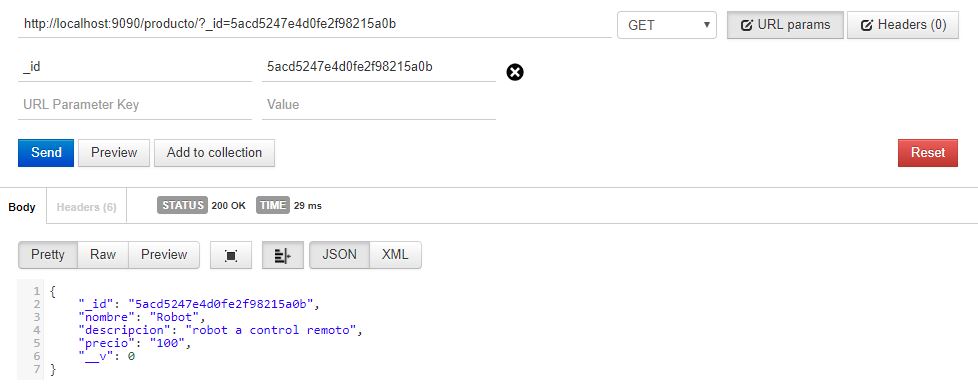 http://localhost:9090/producto/?_id=5acd5247e4d0fe2f98215a0b GET URL params Headers (0)
_id 5acd5247e4d0fe2f98215a0b
URL Parameter Key Value
Send Preview Add to collection Reset
Body Headers (6) STATUS 200 OK TIME 29 ms
Pretty Raw Preview JSON XML
1 {
2 "_id": "5acd5247e4d0fe2f98215a0b",
3 "nombre": "Robot",
4 "descripcion": "robot a control remoto",
5 "precio": "100",
6 "__v": 0
7 }